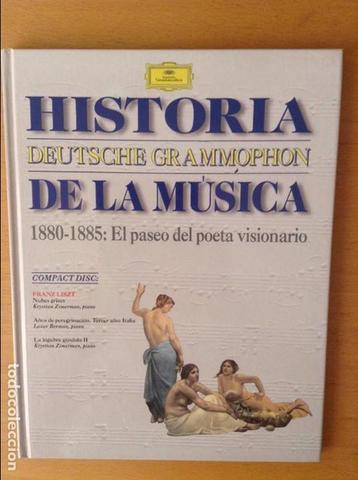 Deutsche
Grammophon
HISTORIA
DEUTSCHE GRAMMOPHON
DE LA MÚSICA
1880-1885: El paseo del poeta visionario
COMPACT DISC:
FRANZ LISZT
Nubes grises
Krystian Zimerman, piano
Años de peregrinación. Tercer año Italia
Lazar Berman, piano
La lúgubre góndola II
Krystian Zimerman, piano
todocoleccion